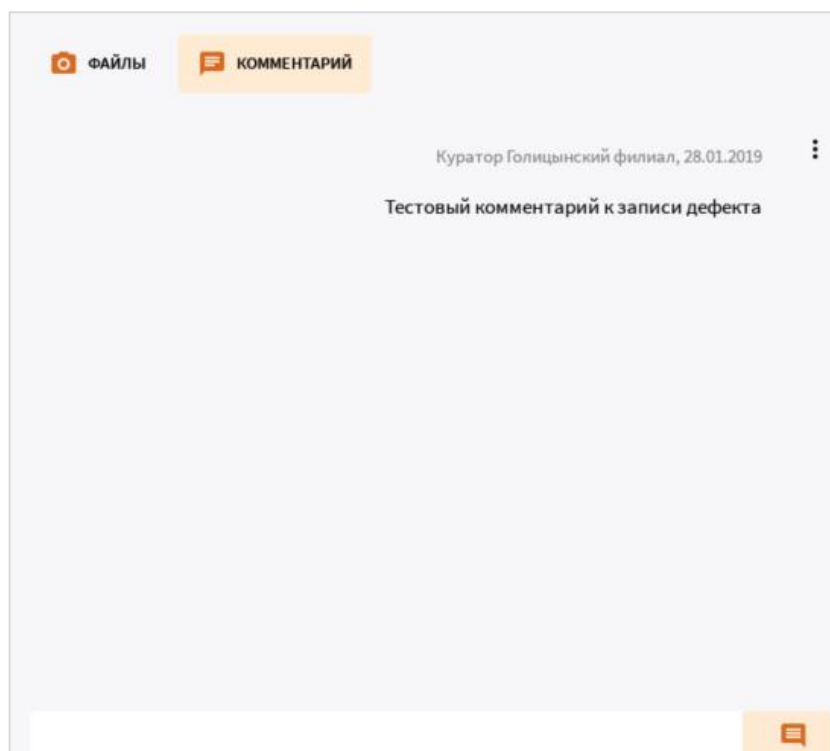 ФАЙЛЫ КОММЕНТАРИЙ
Куратор Голицынский филиал, 28.01.2019
Тестовый комментарий к записи дефекта